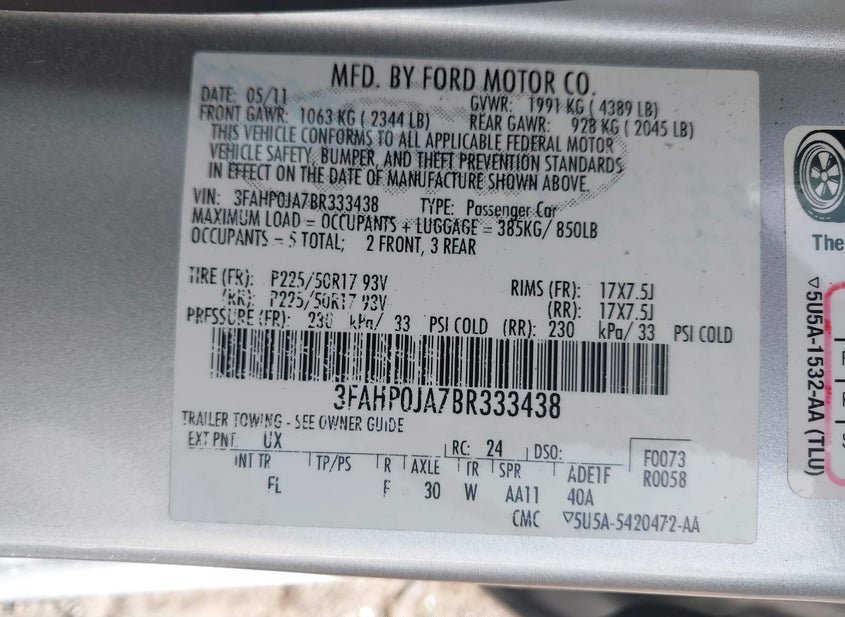 MFD. BY FORD MOTOR CO.
DATE: 05/11 GVWR: 1991 KG ( 4389 LB)
FRONT GAWR: 1063 KG ( 2344 LB) REAR GAWR: 928 KG ( 2045 LB)
THIS VEHICLE CONFORMS TO ALL APPLICABLE FEDERAL MOTOR
VEHICLE SAFETY, BUMPER, AND THEFT PREVENTION STANDARDS
IN EFFECT ON THE DATE OF MANUFACTURE SHOWN ABOVE.
VIN: 3FAHP0JA7BR333438 TYPE: Passenger Car
MAXIMUM LOAD = OCCUPANTS + LUGGAGE = 385KG/ 850LB
OCCUPANTS = 5 TOTAL; 2 FRONT, 3 REAR
TIRE (FR): P225/50R17 93V RIMS (FR): 17X7.5J
(RR): P225/50R17 93V (RR): 17X7.5J
PRESSURE (FR): 230 kPa/ 33 PSI COLD (RR): 230 kPa/ 33 PSI COLD
3FAHP0JA7BR333438
TRAILER TOWING - SEE OWNER GUIDE
EXT PNT: UX RC: 24 DSO: F0073
INT TR TP/PS R AXLE TR SPR ADE1F R0058
FL F 30 W AA11 40A
CMC ▽5U5A-5420472-AA
The
▽5U5A-1532-AA (TLU)